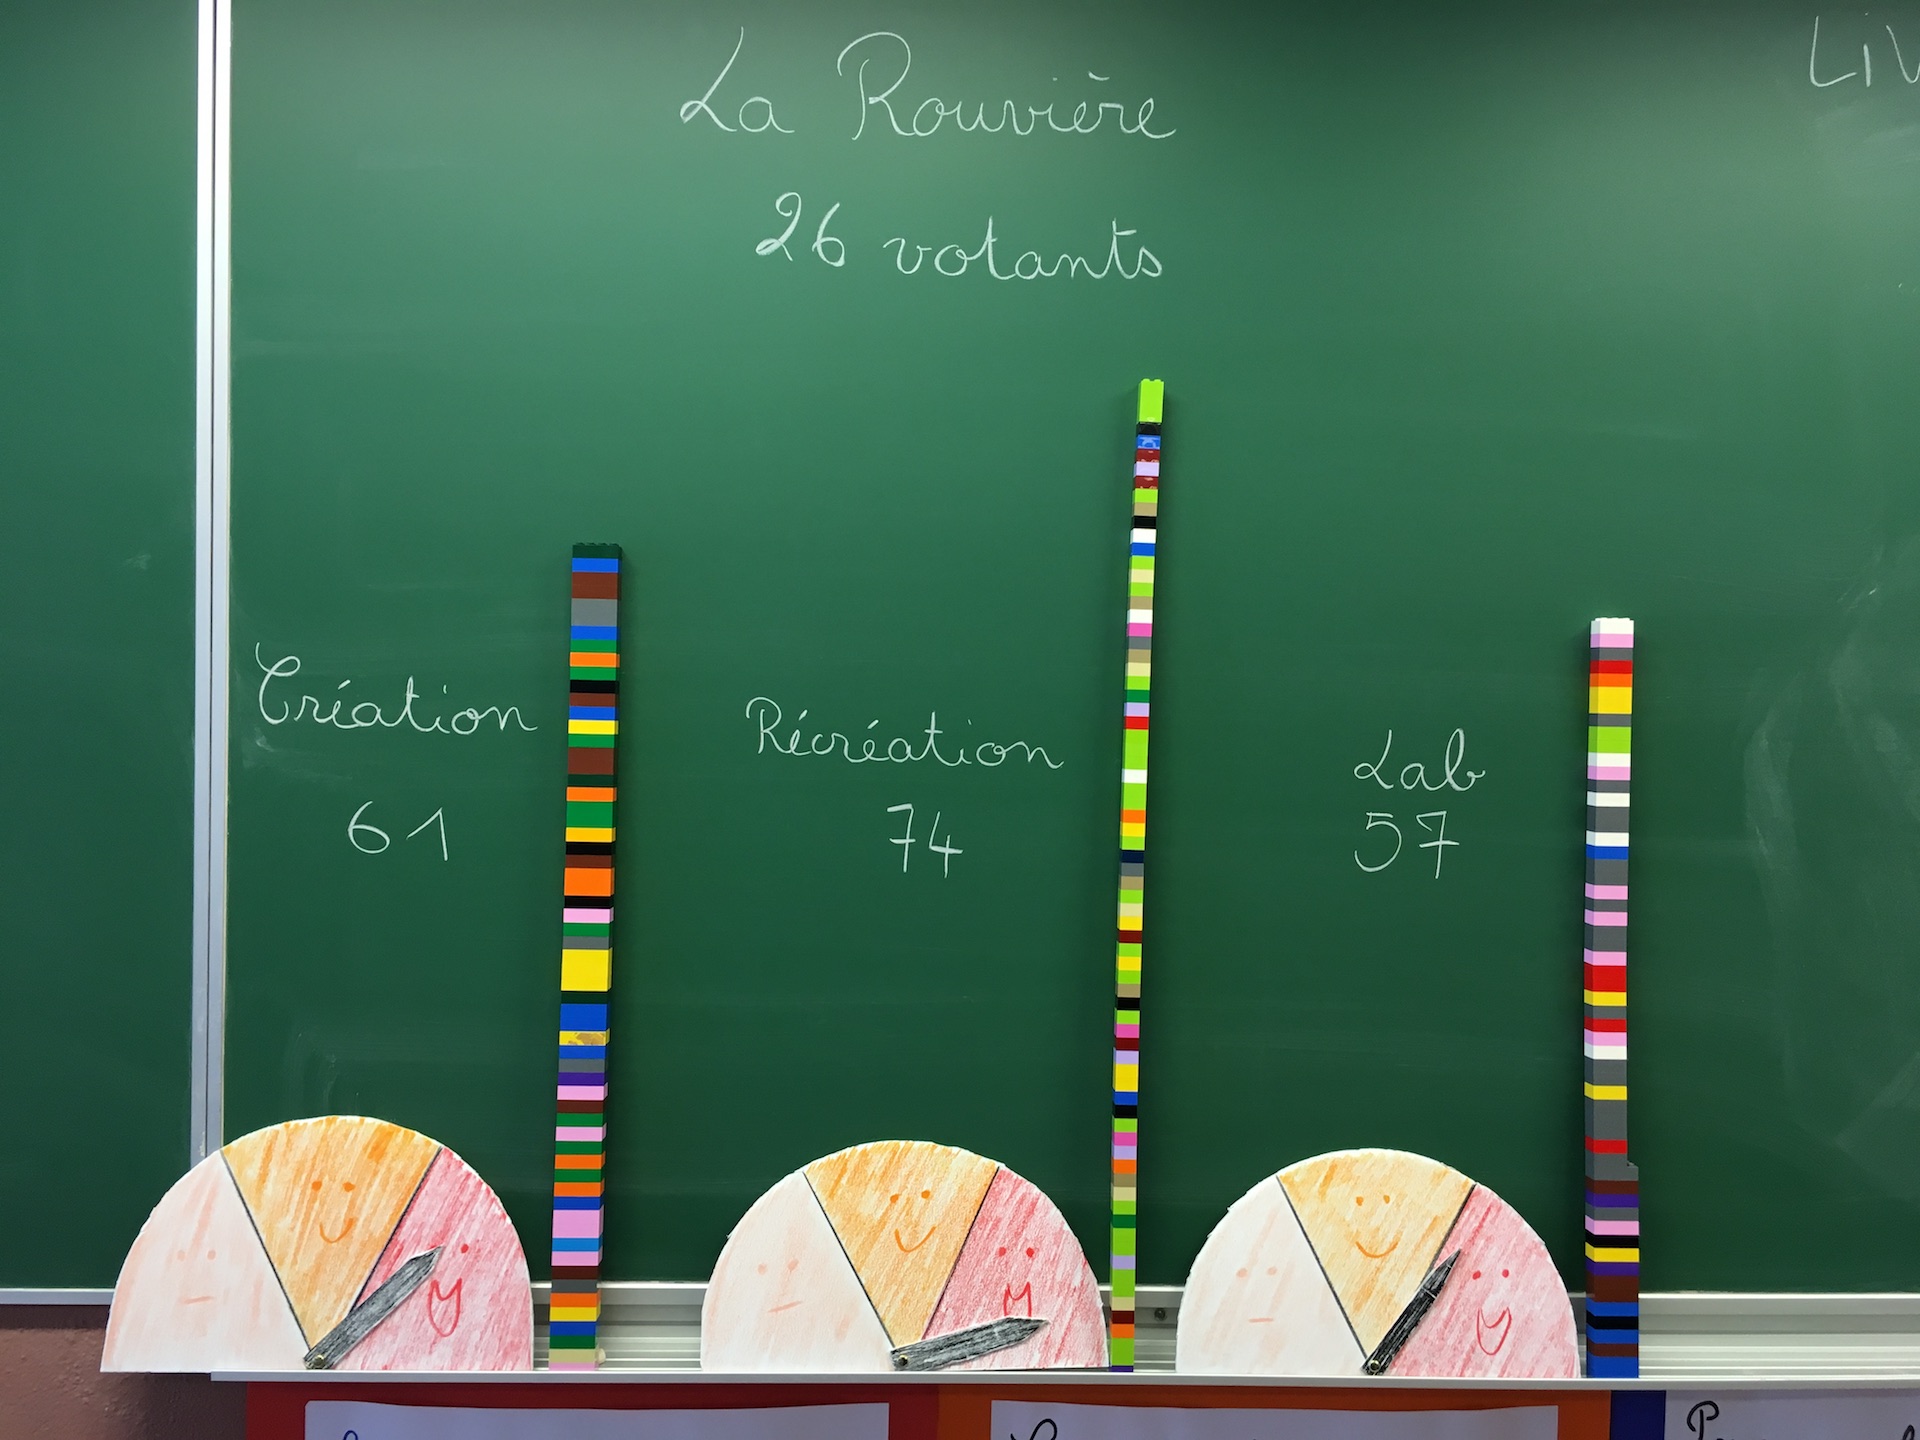 La Rouvière
26 votants
Création
61
Récréation
74
Lab
57